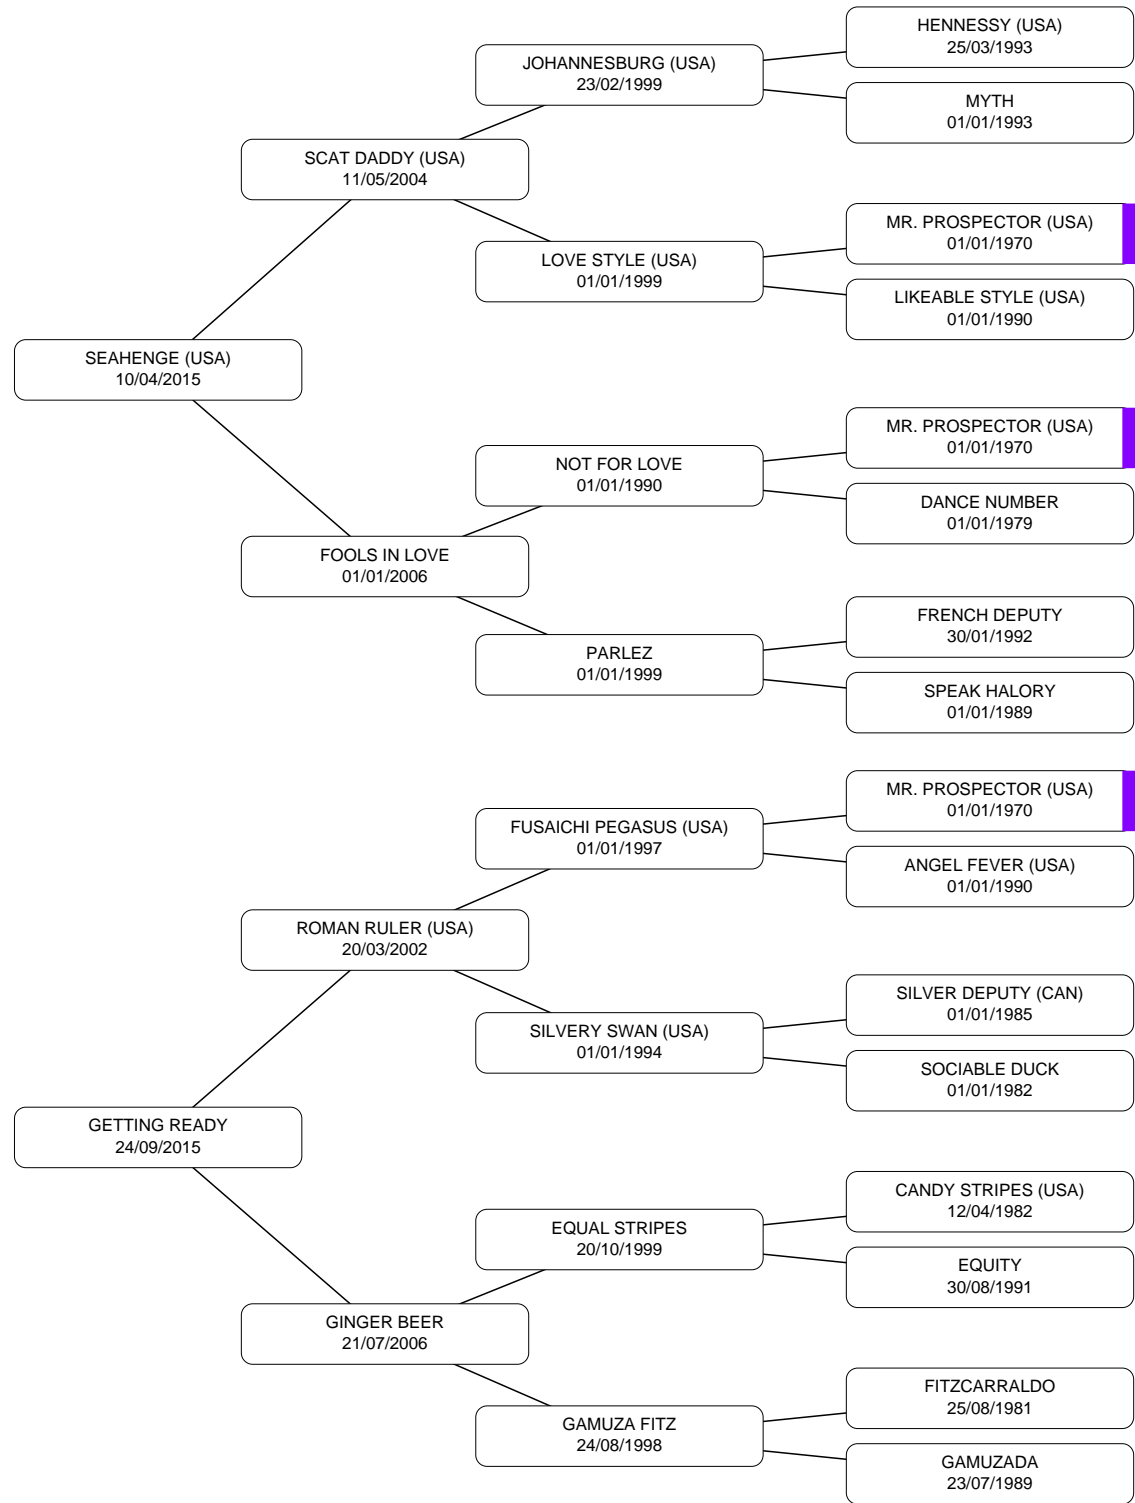 HENNESSY (USA)
25/03/1993
JOHANNESBURG (USA)
23/02/1999
MYTH
01/01/1993
SCAT DADDY (USA)
11/05/2004
MR. PROSPECTOR (USA)
01/01/1970
LOVE STYLE (USA)
01/01/1999
LIKEABLE STYLE (USA)
01/01/1990
SEAHENGE (USA)
10/04/2015
MR. PROSPECTOR (USA)
01/01/1970
NOT FOR LOVE
01/01/1990
DANCE NUMBER
01/01/1979
FOOLS IN LOVE
01/01/2006
FRENCH DEPUTY
30/01/1992
PARLEZ
01/01/1999
SPEAK HALORY
01/01/1989
MR. PROSPECTOR (USA)
01/01/1970
FUSAICHI PEGASUS (USA)
01/01/1997
ANGEL FEVER (USA)
01/01/1990
ROMAN RULER (USA)
20/03/2002
SILVER DEPUTY (CAN)
01/01/1985
SILVERY SWAN (USA)
01/01/1994
SOCIABLE DUCK
01/01/1982
GETTING READY
24/09/2015
CANDY STRIPES (USA)
12/04/1982
EQUAL STRIPES
20/10/1999
EQUITY
30/08/1991
GINGER BEER
21/07/2006
FITZCARRALDO
25/08/1981
GAMUZA FITZ
24/08/1998
GAMUZADA
23/07/1989